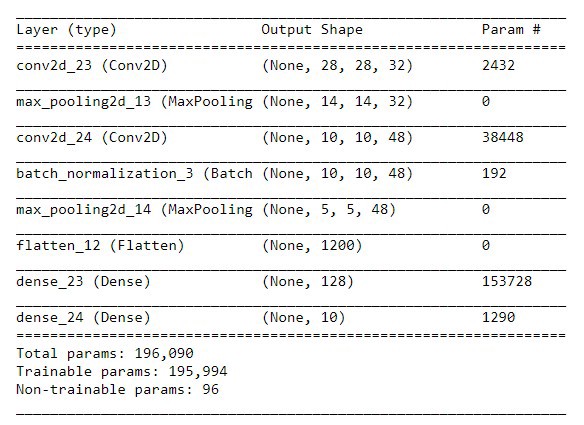 Layer (type)                 Output Shape              Param #
=================================================================
conv2d_23 (Conv2D)           (None, 28, 28, 32)        2432
max_pooling2d_13 (MaxPooling (None, 14, 14, 32)        0
conv2d_24 (Conv2D)           (None, 10, 10, 48)        38448
batch_normalization_3 (Batch (None, 10, 10, 48)        192
max_pooling2d_14 (MaxPooling (None, 5, 5, 48)          0
flatten_12 (Flatten)         (None, 1200)              0
dense_23 (Dense)             (None, 128)               153728
dense_24 (Dense)             (None, 10)                1290
=================================================================
Total params: 196,090
Trainable params: 195,994
Non-trainable params: 96